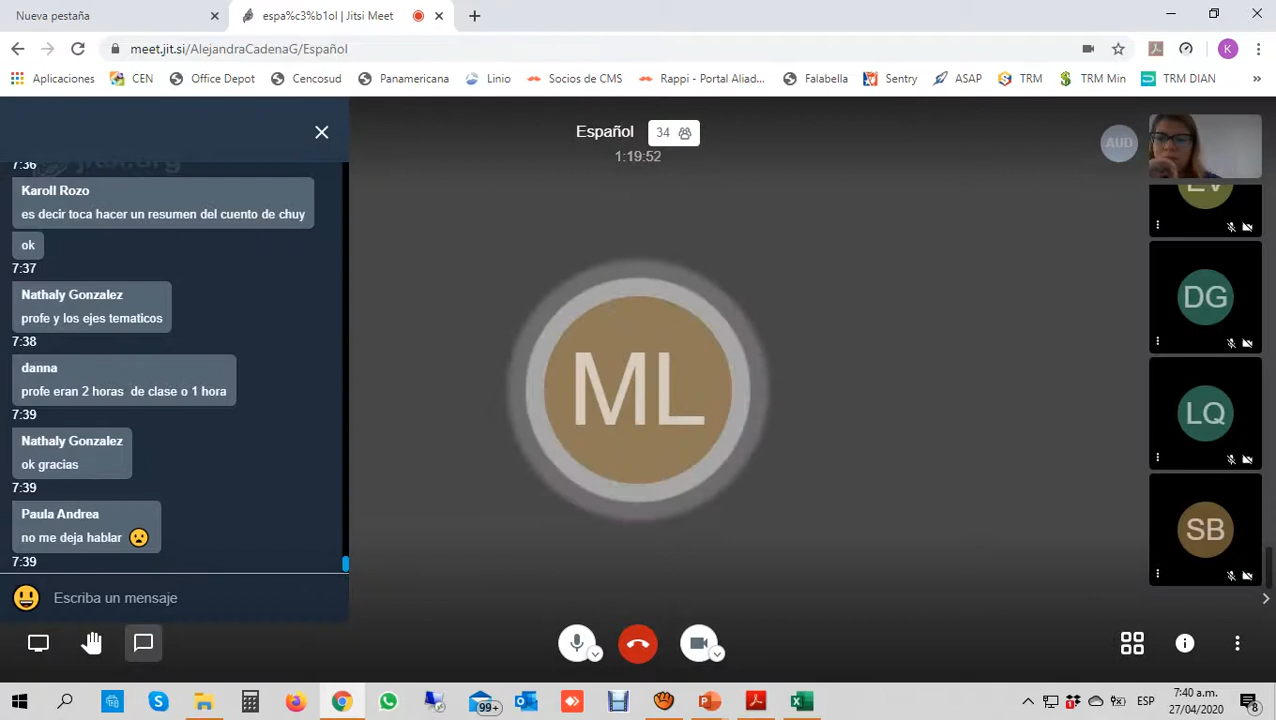 Nueva pestaña
espa%c3%b1ol | Jitsi Meet
meet.jit.si/AlejandraCadenaG/Español
K
Aplicaciones
CEN
Office Depot
Cencosud
Panamericana
Linio
Socios de CMS
Rappi - Portal Aliad...
Falabella
Sentry
ASAP
TRM
TRM Min
TRM DIAN
»
Español
34
1:19:52
AUD
jitsi.org
7:36
Karoll Rozo
es decir toca hacer un resumen del cuento de chuy
ok
7:37
Nathaly Gonzalez
profe y los ejes tematicos
7:38
danna
profe eran 2 horas de clase o 1 hora
7:39
Nathaly Gonzalez
ok gracias
7:39
Paula Andrea
no me deja hablar
7:39
Escriba un mensaje
ML
EV
DG
LQ
SB
99+
ESP
7:40 a.m.
27/04/2020
8